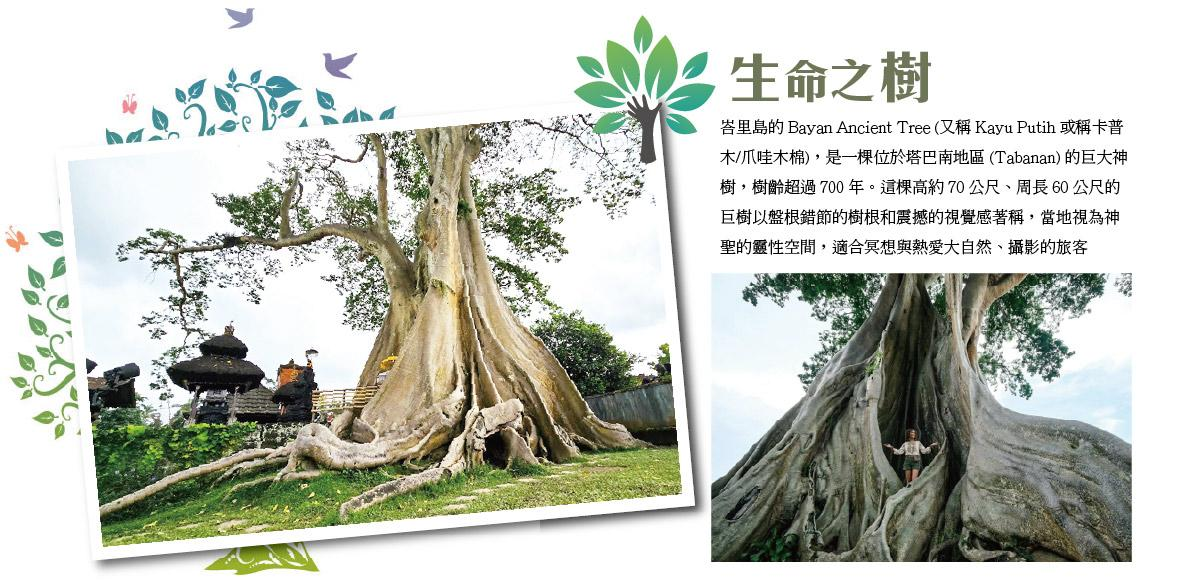 生命之樹
峇里島的 Bayan Ancient Tree (又稱 Kayu Putih 或稱卡普
木/爪哇木棉)，是一棵位於塔巴南地區 (Tabanan) 的巨大神
樹，樹齡超過 700 年。這棵高約 70 公尺、周長 60 公尺的
巨樹以盤根錯節的樹根和震撼的視覺感著稱，當地視為神
聖的靈性空間，適合冥想與熱愛大自然、攝影的旅客